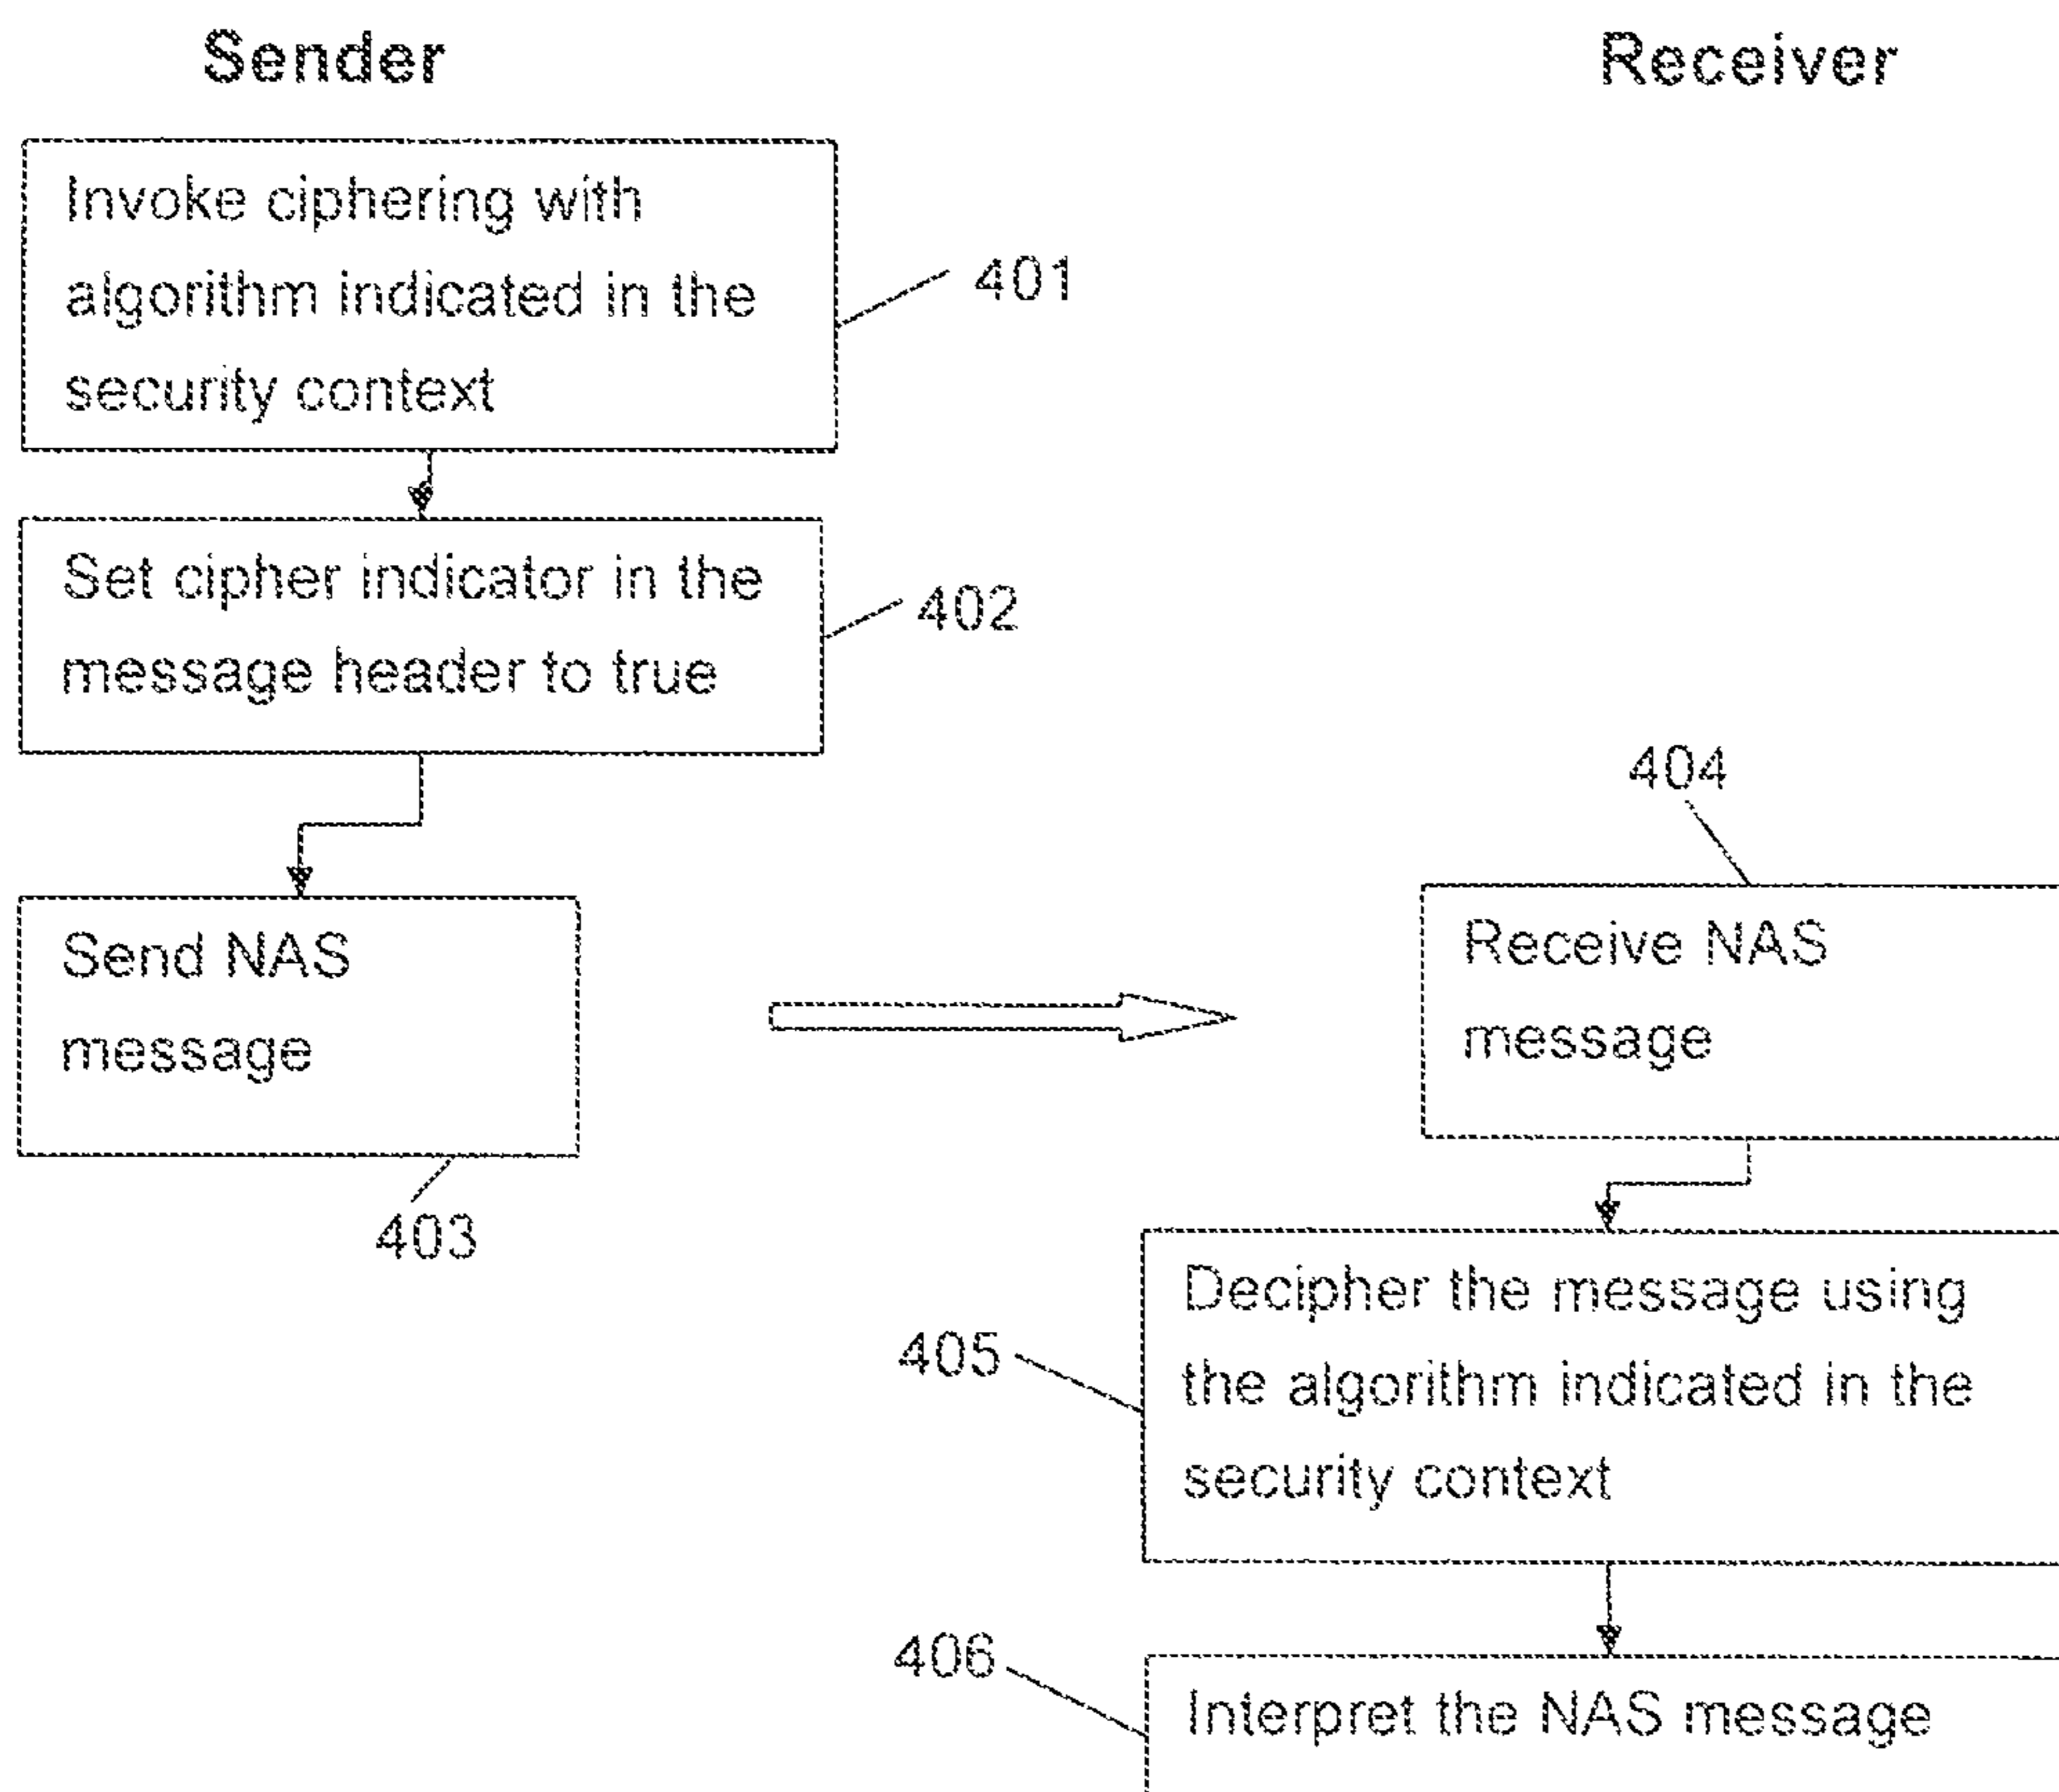 Sender
Receiver
Invoke ciphering with
algorithm indicated in the
security context
401
Set cipher indicator in the
message header to true
402
Send NAS
message
403
404
Receive NAS
message
405
Decipher the message using
the algorithm indicated in the
security context
406
Interpret the NAS message